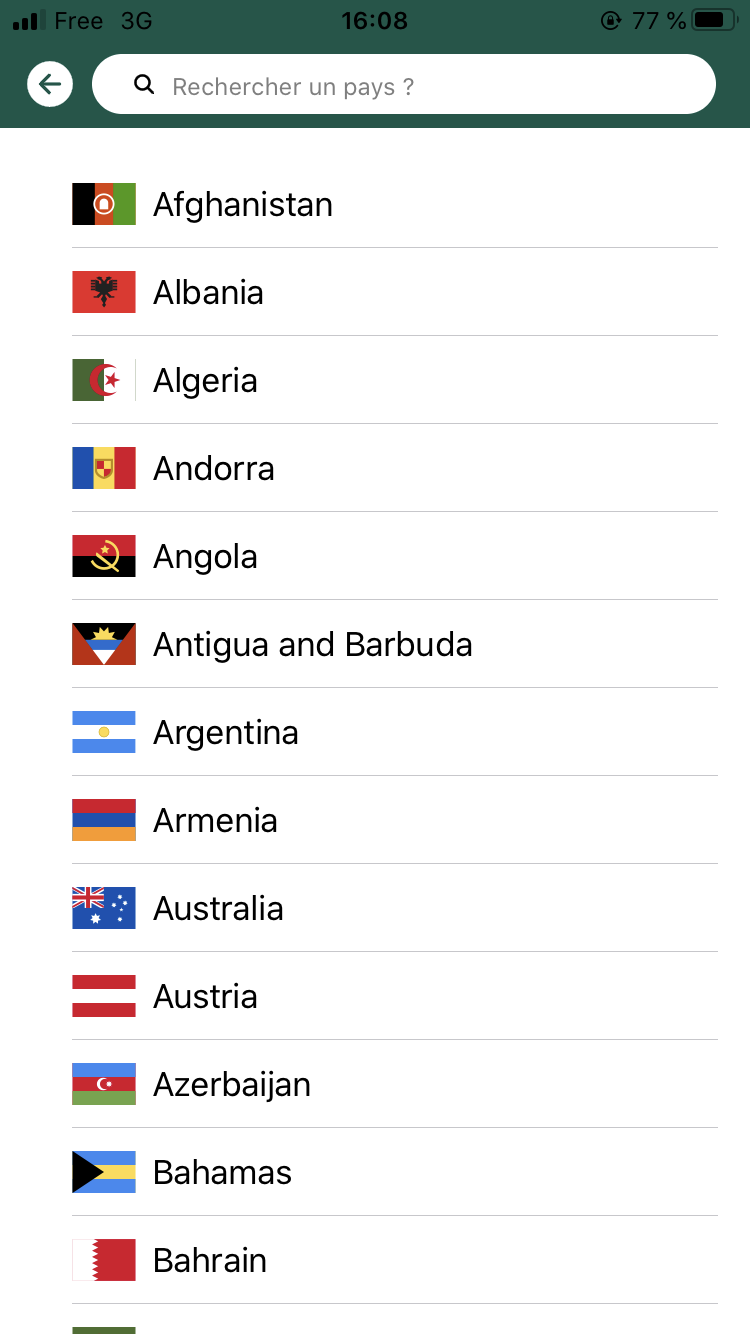 Free 3G 16:08 77 %
Rechercher un pays ?
Afghanistan
Albania
Algeria
Andorra
Angola
Antigua and Barbuda
Argentina
Armenia
Australia
Austria
Azerbaijan
Bahamas
Bahrain